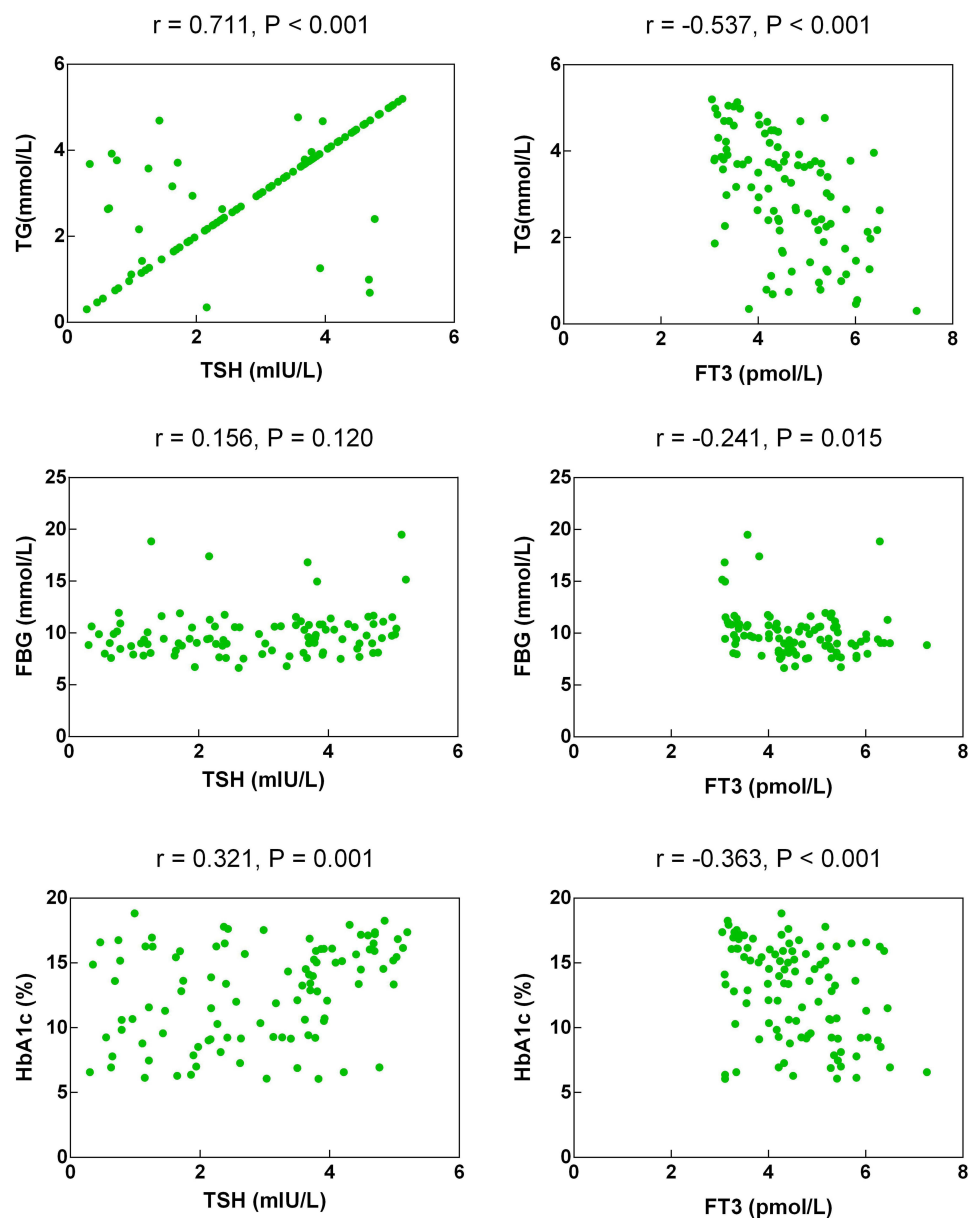 r = 0.711, P < 0.001
6
4
2
0
TG(mmol/L)
0 2 4 6
TSH (mIU/L)
r = -0.537, P < 0.001
6
4
2
0
TG(mmol/L)
0 2 4 6 8
FT3 (pmol/L)
r = 0.156, P = 0.120
25
20
15
10
5
0
FBG (mmol/L)
0 2 4 6
TSH (mIU/L)
r = -0.241, P = 0.015
25
20
15
10
5
0
FBG (mmol/L)
0 2 4 6 8
FT3 (pmol/L)
r = 0.321, P = 0.001
20
15
10
5
0
HbA1c (%)
0 2 4 6
TSH (mIU/L)
r = -0.363, P < 0.001
20
15
10
5
0
HbA1c (%)
0 2 4 6 8
FT3 (pmol/L)